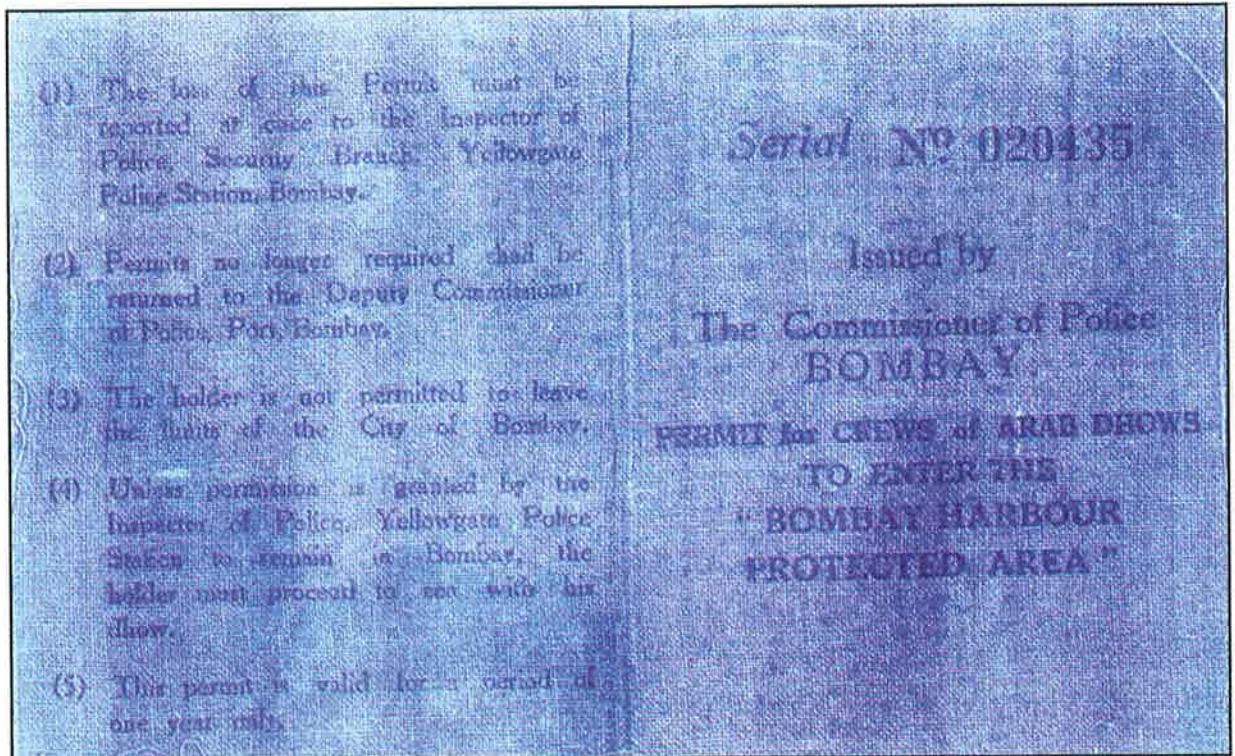 (1) The loss of this Permit must be
reported at once to the Inspector of
Police, Security Branch, Yellowgate
Police Station, Bombay.
(2) Permits no longer required shall be
returned to the Deputy Commissioner
of Police, Port, Bombay.
(3) The holder is not permitted to leave
the limits of the City of Bombay.
(4) Unless permission is granted by the
Inspector of Police, Yellowgate Police
Station to remain in Bombay, the
holder must proceed to sea with his
dhow.
(5) This permit is valid for a period of
one year only.
Serial Nº 020435
Issued by
The Commissioner of Police
BOMBAY.
PERMIT for CREWS of ARAB DHOWS
TO ENTER THE
"BOMBAY HARBOUR
PROTECTED AREA"